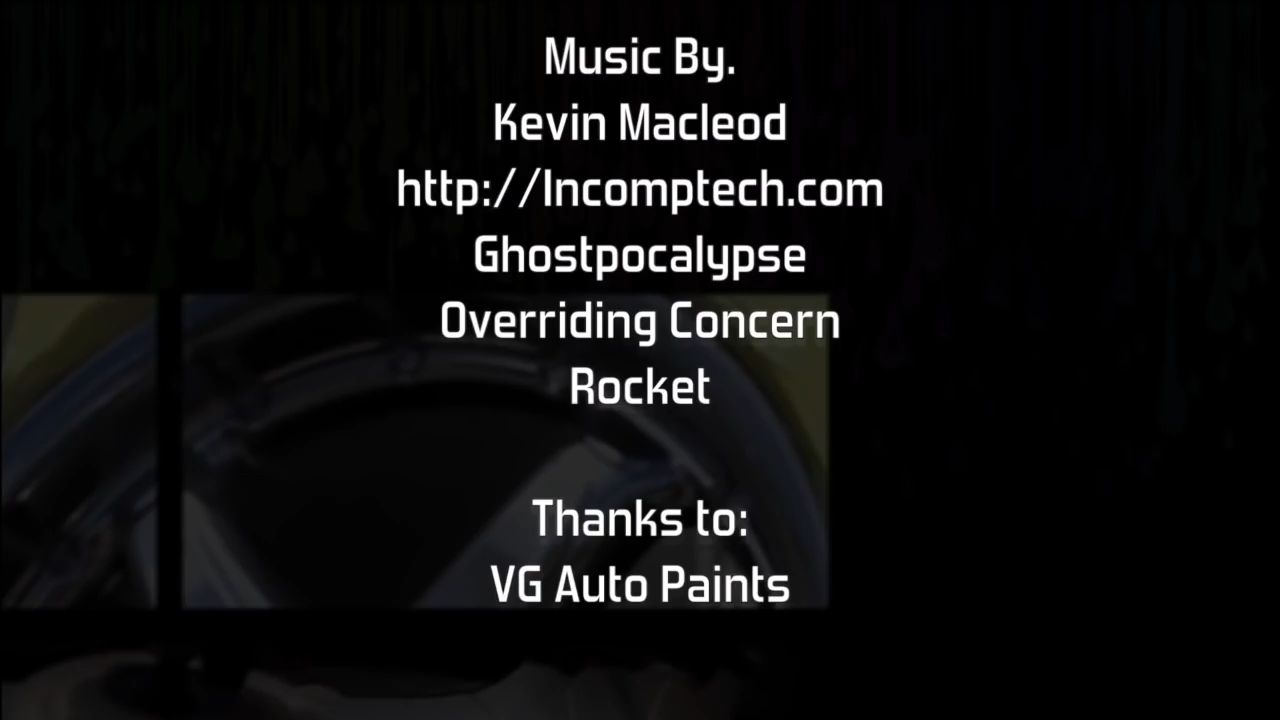 Music By.
Kevin Macleod
http://Incomptech.com
Ghostpocalypse
Overriding Concern
Rocket
Thanks to:
VG Auto Paints